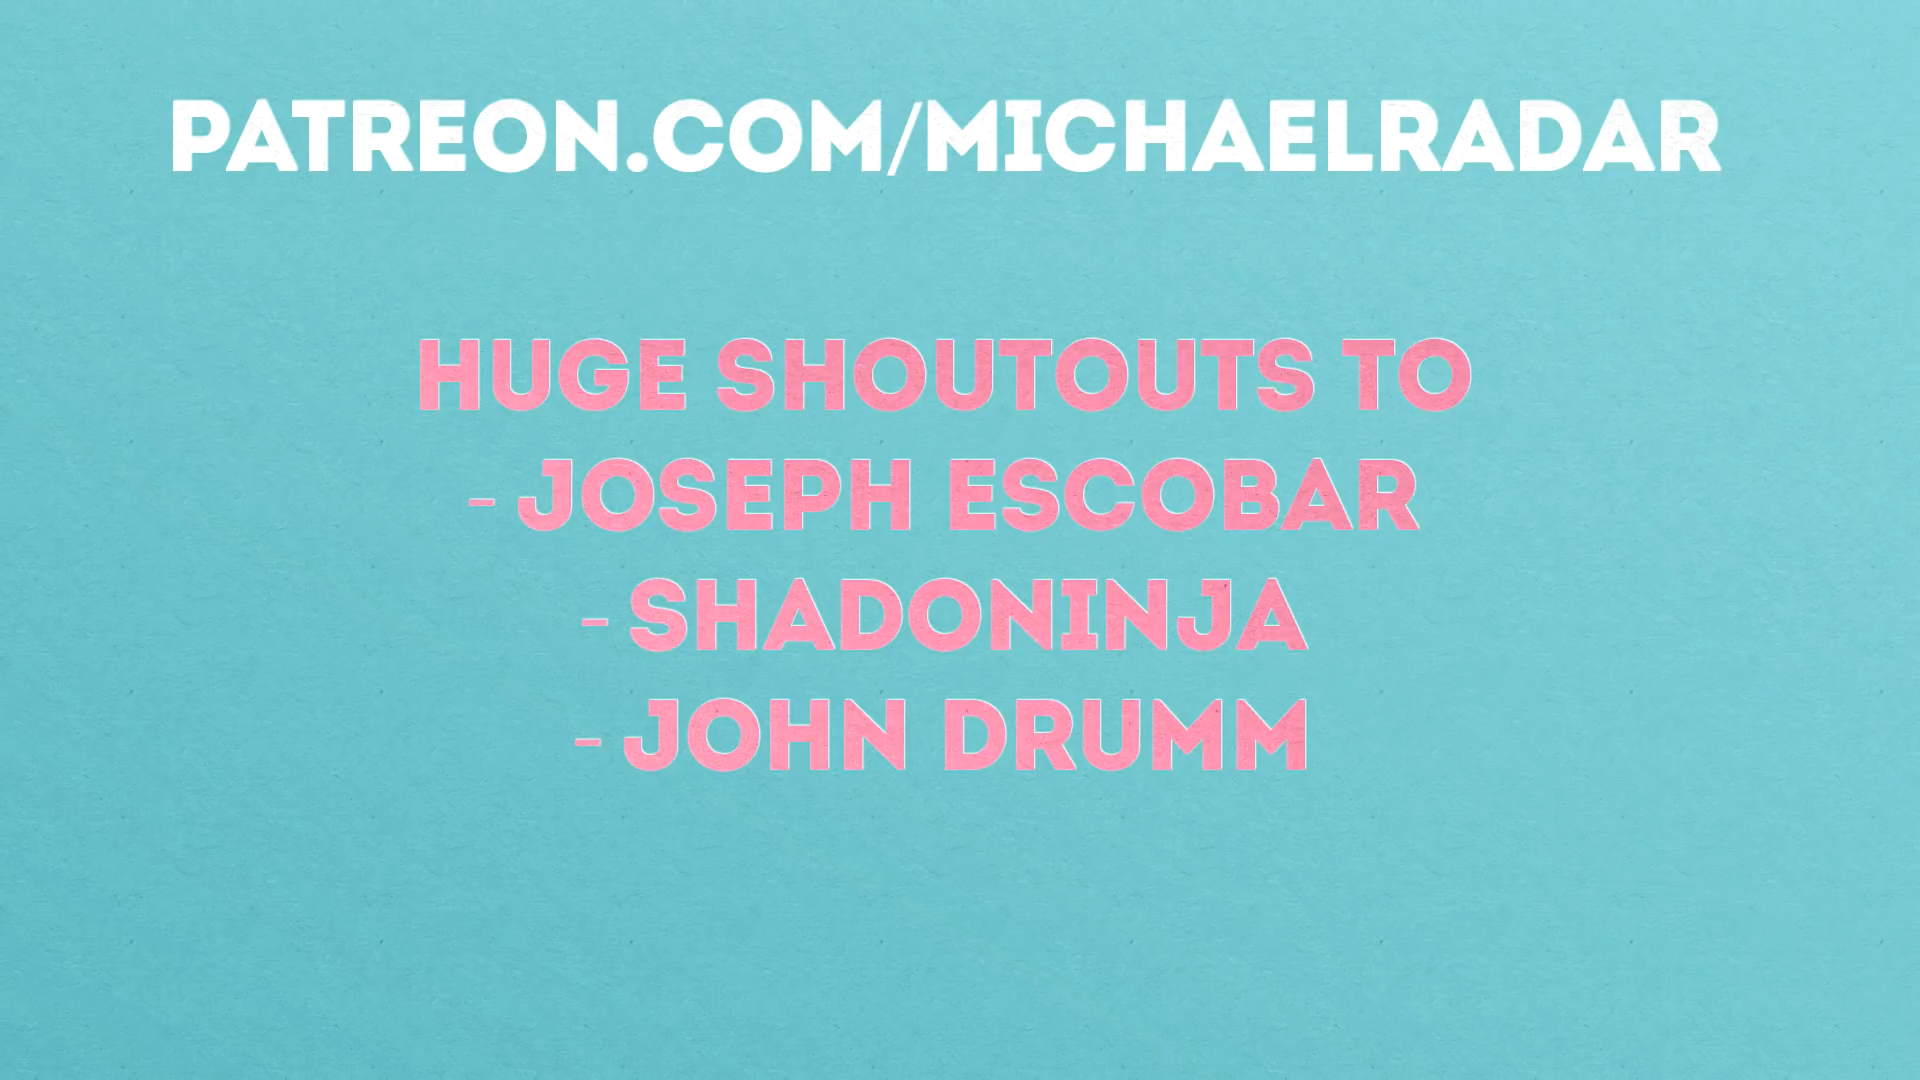 PATREON.COM/MICHAELRADAR
HUGE SHOUTOUTS TO
- JOSEPH ESCOBAR
- SHADONINJA
- JOHN DRUMM